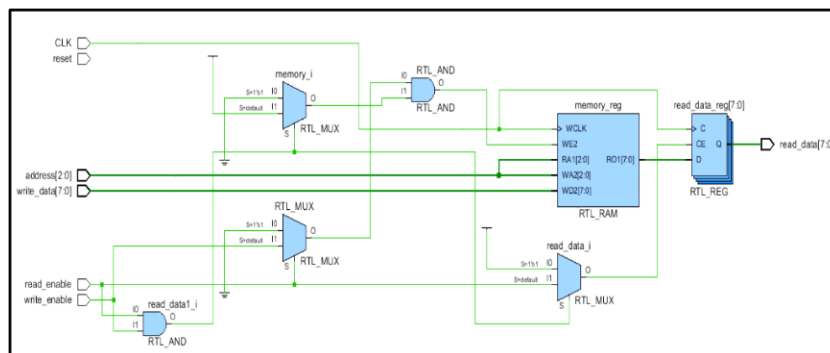 CLK
reset
memory_i
S=1'b1 I0
S=default I1
O
S
RTL_MUX
RTL_AND
I0
I1
O
RTL_AND
memory_reg
WCLK
WE2
RA1[2:0]
WA2[2:0]
WD2[7:0]
RO1[7:0]
RTL_RAM
read_data_reg[7:0]
C
CE
D
Q
RTL_REG
read_data[7:0
address[2:0]
write_data[7:0]
RTL_MUX
S=1'b1 I0
S=default I1
O
S
RTL_MUX
read_data_i
S=1'b1 I0
S=default I1
O
S
RTL_MUX
read_enable
write_enable
read_data1_i
I0
I1
O
RTL_AND